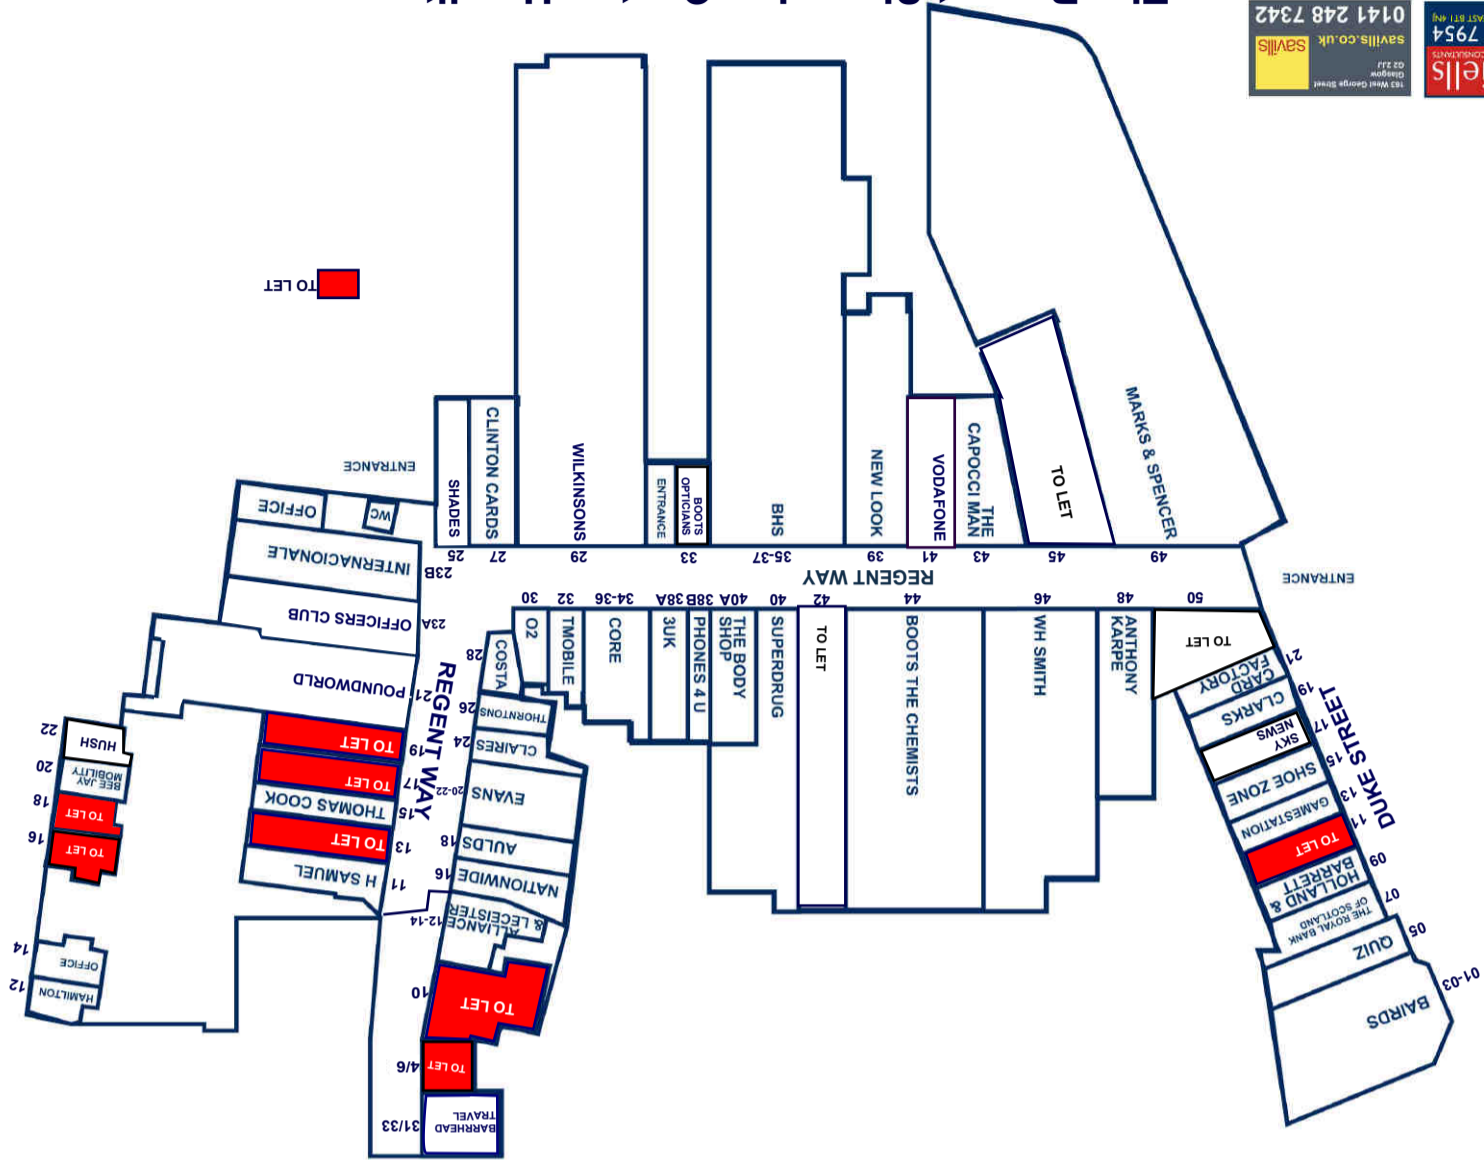 163 West George Street
Glasgow
G2 2JJ
savills.co.uk
savills
0141 248 7342
CONSULTANTS
7954
TO LET
ENTRANCE
SHADES
25
CLINTON CARDS
27
WILKINSONS
29
ENTRANCE
BOOTS
OPTICIANS
33
BHS
35-37
NEW LOOK
39
VODAFONE
41
THE
CAPOCCI MAN
43
TO LET
45
MARKS & SPENCER
49
ENTRANCE
REGENT WAY
COSTA
28
O2
30
TMOBILE
32
CORE
34-36
3UK
38A
PHONES 4 U
38B
THE BODY
SHOP
40A
SUPERDRUG
40
TO LET
42
BOOTS THE CHEMISTS
44
WH SMITH
46
ANTHONY
KARPE
48
TO LET
50
OFFICE
WC
INTERNACIONALE
23B
OFFICERS CLUB
23A
POUNDWORLD
21
TO LET
19
TO LET
17
THOMAS COOK
15
TO LET
13
H SAMUEL
11
REGENT WAY
THORNTONS
26
CLAIRES
24
EVANS
20-22
AULDS
18
NATIONWIDE
16
ALLIANCE
& LECEISTER
12-14
TO LET
10
TO LET
4/6
BARRHEAD
TRAVEL
31/33
HUSH
22
BEE JAY
MOBILITY
20
TO LET
18
TO LET
16
OFFICE
14
HAMILTON
12
DUKE STREET
CARD
FACTORY
21
CLARKS
19
SKY
NEWS
17
SHOE ZONE
15
GAMESTATION
13
TO LET
11
HOLLAND &
BARRETT
09
THE ROYAL BANK
OF SCOTLAND
07
QUIZ
05
BAIRDS
01-03